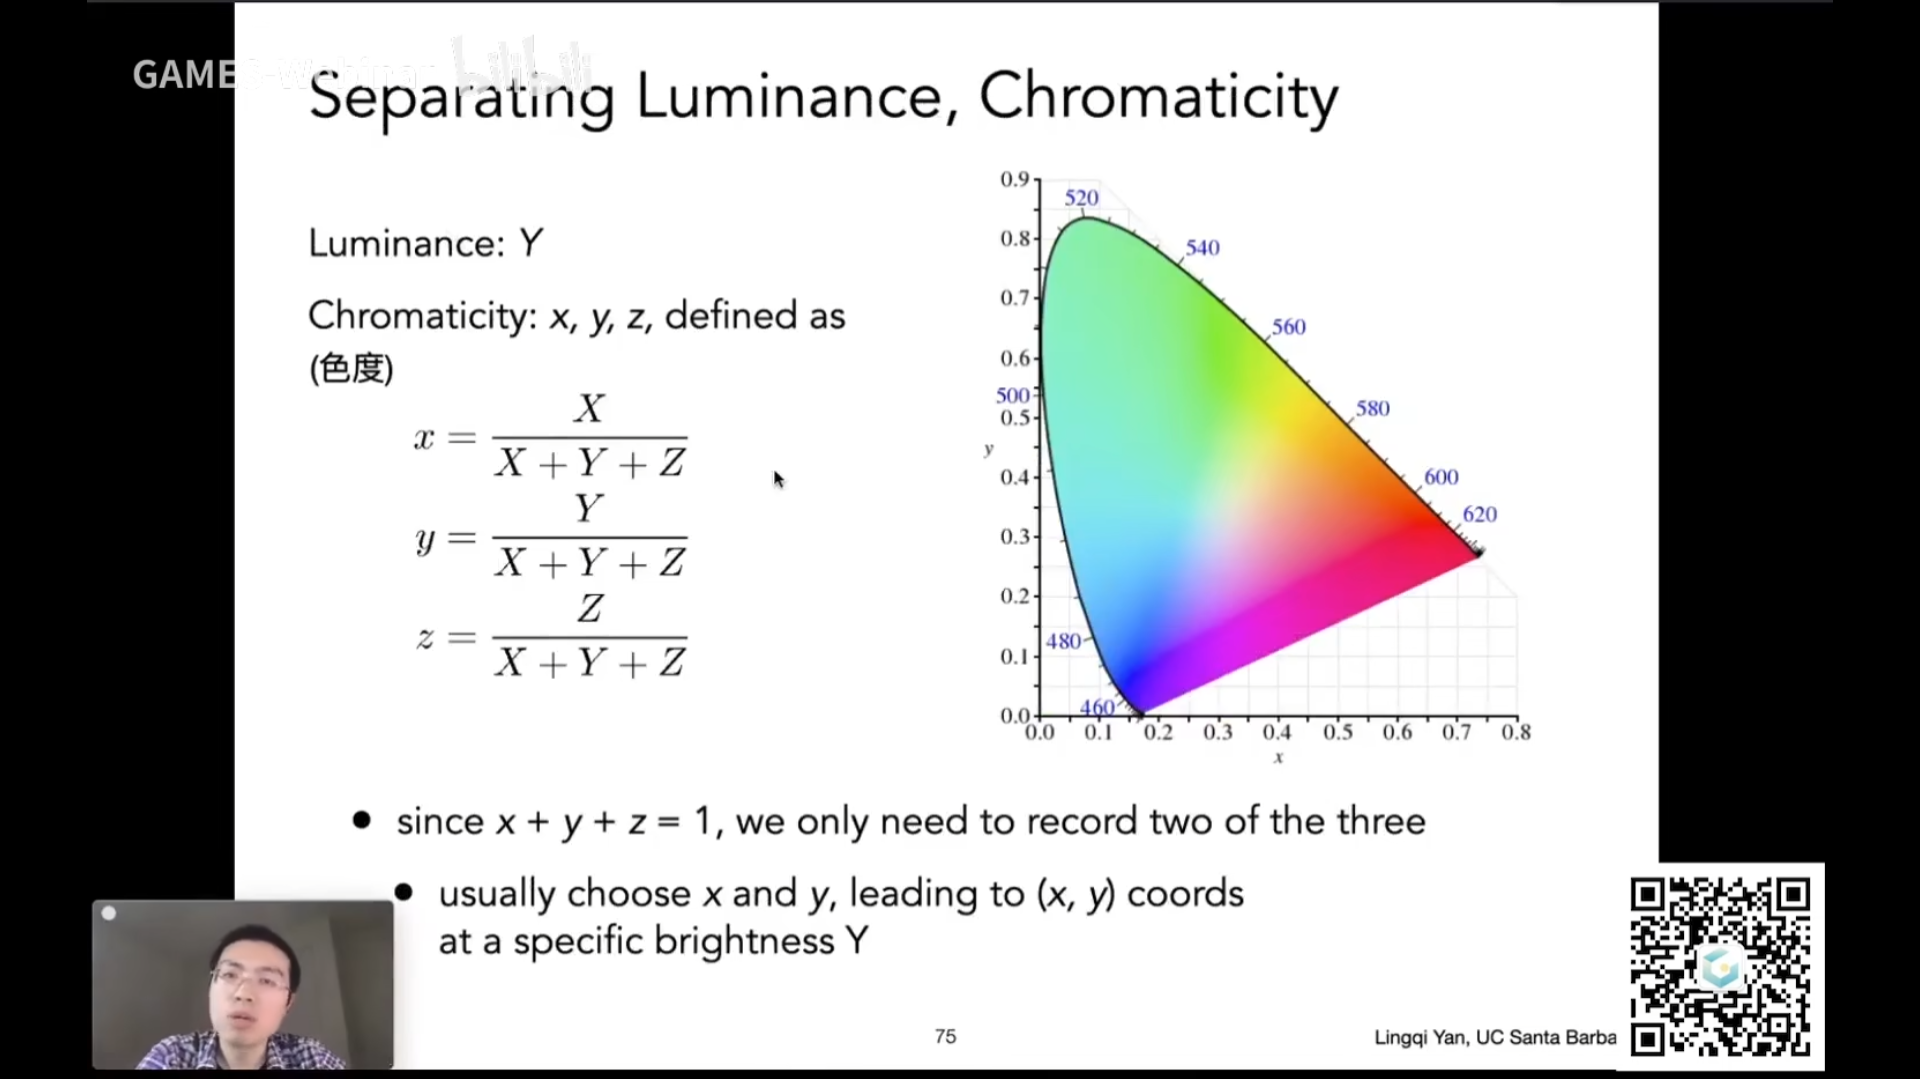 GAMES-Webinar bilibili
Separating Luminance, Chromaticity
Luminance: Y
Chromaticity: x, y, z, defined as
(色度)
x = X / (X + Y + Z)
y = Y / (X + Y + Z)
z = Z / (X + Y + Z)
0.9
0.8
0.7
0.6
0.5
0.4
0.3
0.2
0.1
0.0
y
0.0 0.1 0.2 0.3 0.4 0.5 0.6 0.7 0.8
x
520
540
560
580
600
620
500
480
460
since x + y + z = 1, we only need to record two of the three
usually choose x and y, leading to (x, y) coords
at a specific brightness Y
75
Lingqi Yan, UC Santa Barba